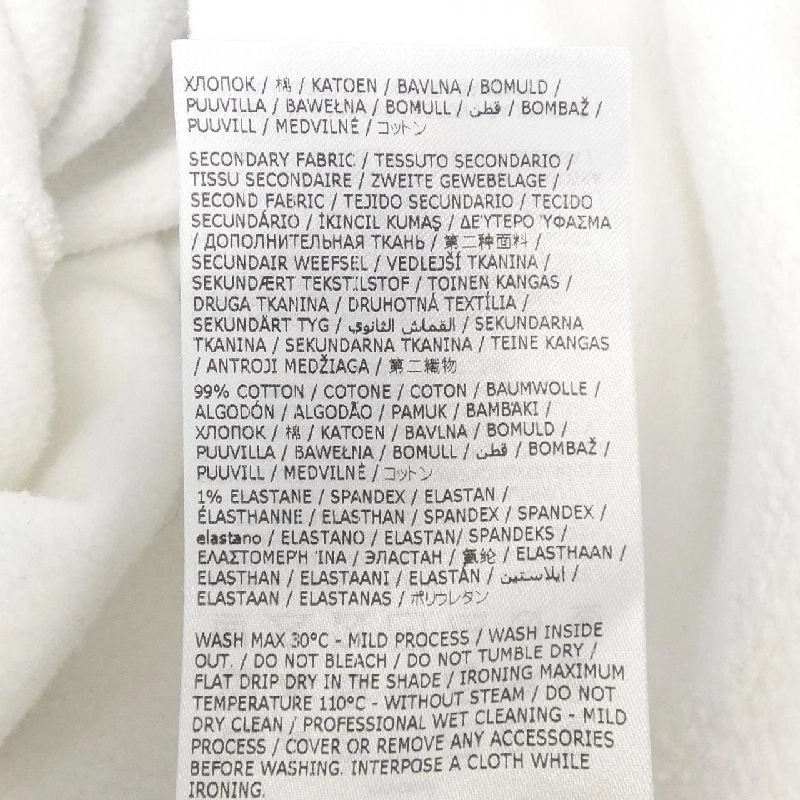 ХЛОПОК / 棉 / KATOEN / BAVLNA / BOMULD /
PUUVILLA / BAWEŁNA / BOMULL / قطن / BOMBAŽ /
PUUVILL / MEDVILNĖ / コットン
SECONDARY FABRIC / TESSUTO SECONDARIO /
TISSU SECONDAIRE / ZWEITE GEWEBELAGE /
SECOND FABRIC / TEJIDO SECUNDARIO / TECIDO
SECUNDÁRIO / İKINCIL KUMAŞ / ΔΕΎΤΕΡΟ ΎΦΑΣΜΑ
/ ДОПОЛНИТЕЛЬНАЯ ТКАНЬ / 第二种面料 /
SECUNDAIR WEEFSEL / VEDLEJŠÍ TKANINA /
SEKUNDÆRT TEKSTILSTOF / TOINEN KANGAS /
DRUGA TKANINA / DRUHOTNÁ TEXTÍLIA /
SEKUNDÄRT TYG / القماش الثانوي / SEKUNDARNA
TKANINA / SEKUNDARNA TKANINA / TEINE KANGAS
/ ANTROJI MEDŽIAGA / 第二織物
99% COTTON / COTONE / COTON / BAUMWOLLE /
ALGODÓN / ALGODÃO / PAMUK / ΒΑΜΒΑΚΙ /
ХЛОПОК / 棉 / KATOEN / BAVLNA / BOMULD /
PUUVILLA / BAWEŁNA / BOMULL / قطن / BOMBAŽ /
PUUVILL / MEDVILNĖ / コットン
1% ELASTANE / SPANDEX / ELASTAN /
ÉLASTHANNE / ELASTHAN / SPANDEX / SPANDEX /
elastano / ELASTANO / ELASTAN/ SPANDEKS /
ΕΛΑΣΤΟΜΕΡΉ ΊΝΑ / ЭЛАСТАН / 氨纶 / ELASTHAAN /
ELASTHAN / ELASTAANI / ELASTÁN / ايلاستين /
ELASTAAN / ELASTANAS / ポリウレタン
WASH MAX 30°C - MILD PROCESS / WASH INSIDE
OUT. / DO NOT BLEACH / DO NOT TUMBLE DRY /
FLAT DRIP DRY IN THE SHADE / IRONING MAXIMUM
TEMPERATURE 110°C - WITHOUT STEAM / DO NOT
DRY CLEAN / PROFESSIONAL WET CLEANING - MILD
PROCESS / COVER OR REMOVE ANY ACCESSORIES
BEFORE WASHING. INTERPOSE A CLOTH WHILE
IRONING.